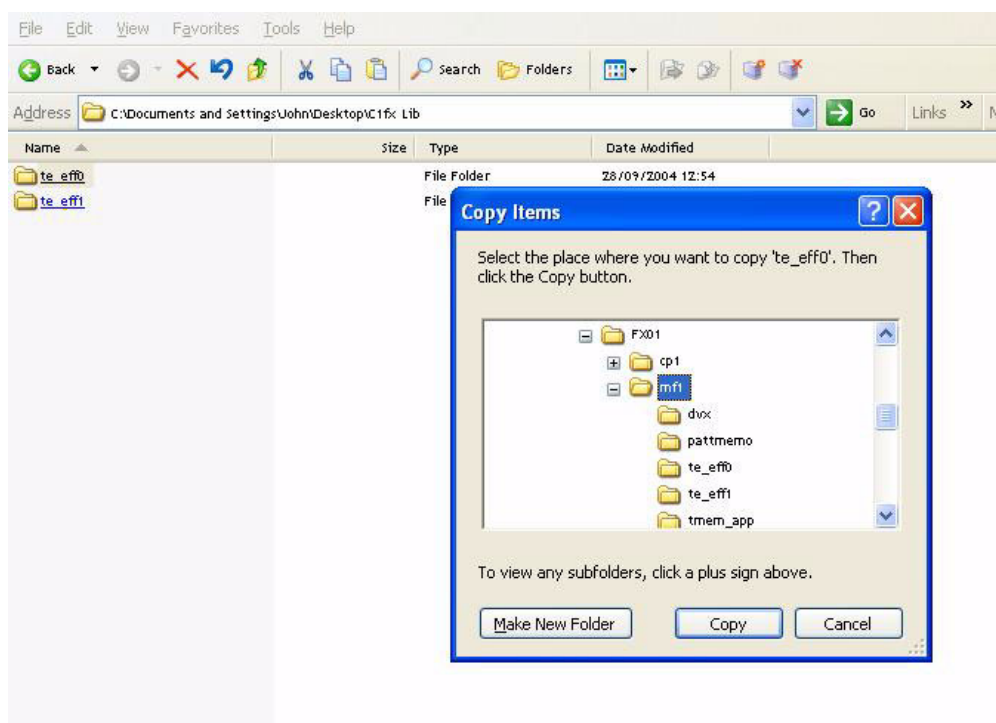 File Edit View Favorites Tools Help
Back Search Folders
Address C:\Documents and Settings\John\Desktop\C1fx Lib Go Links »
Name Size Type Date Modified
te_eff0 File Folder 28/09/2004 12:54
te_eff1 File
Copy Items
Select the place where you want to copy 'te_eff0'. Then
click the Copy button.
FX01
cp1
mf1
dvx
pattmemo
te_eff0
te_eff1
tmem_app
To view any subfolders, click a plus sign above.
Make New Folder Copy Cancel